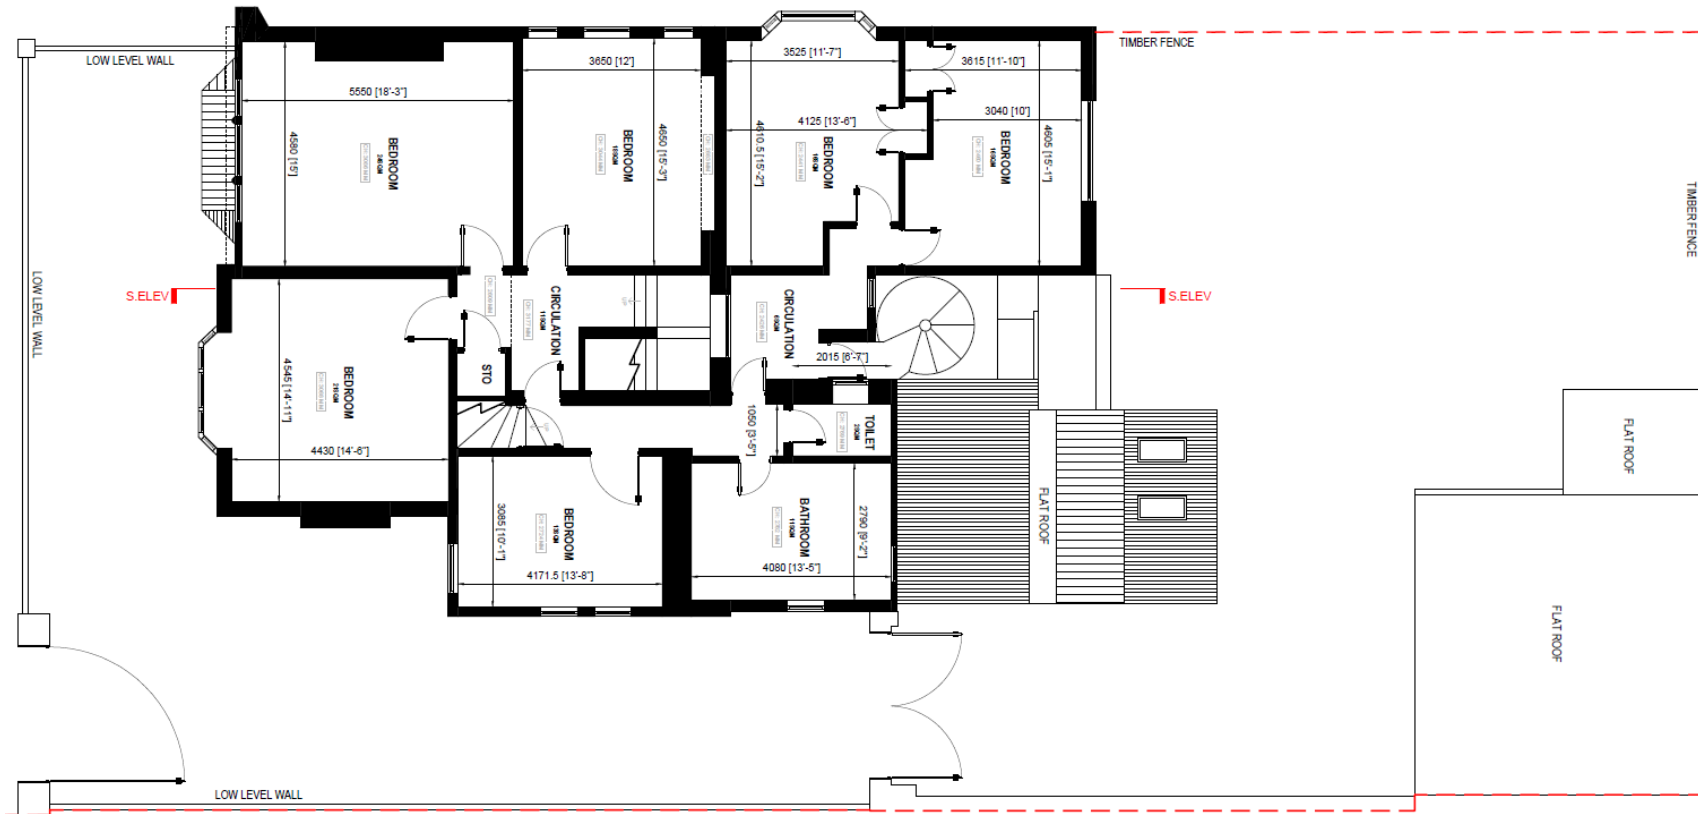 TIMBER FENCE
LOW LEVEL WALL
3525 [11'-7"]
3650 [12']
3615 [11'-10"]
5550 [18'-3"]
3040 [10']
4125 [13'-6"]
4580 [15']
BEDROOM
4650 [15'-3"]
BEDROOM
4610.5 [15'-2"]
BEDROOM
4605 [15'-1"]
BEDROOM
TIMBER FENCE
LOW LEVEL WALL
S.ELEV
S.ELEV
CIRCULATION
11SQM
CIRCULATION
UP
STO
2015 [6'-7"]
4545 [14'-11"]
BEDROOM
4430 [14'-6"]
UP
1050 [3'-5"]
TOILET
FLAT ROOF
FLAT ROOF
3085 [10'-1"]
BEDROOM
4171.5 [13'-8"]
BATHROOM
11SQM
2790 [9'-2"]
4080 [13'-5"]
FLAT ROOF
LOW LEVEL WALL